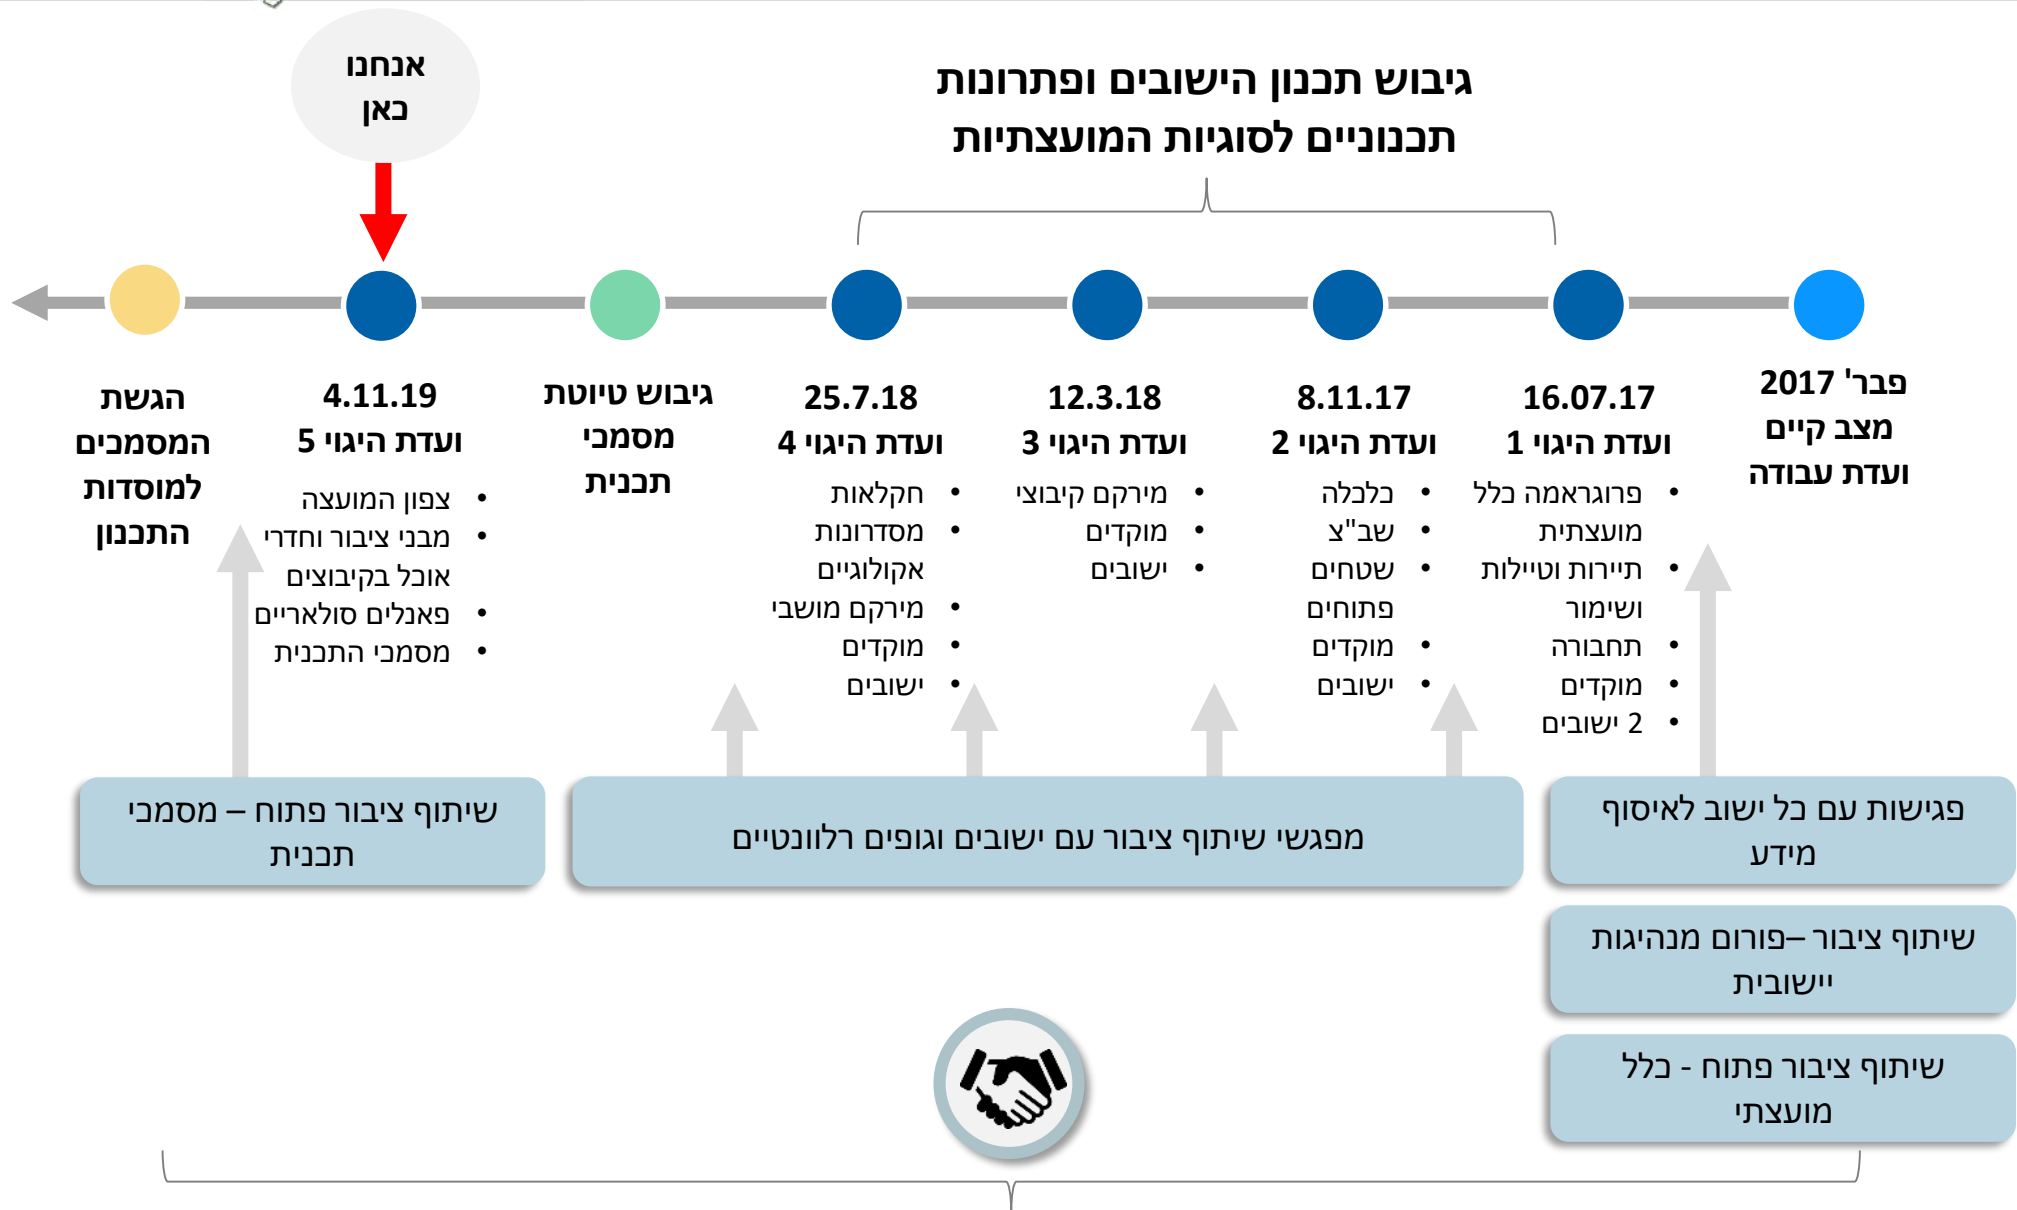 אנחנו
כאן
גיבוש תכנון הישובים ופתרונות
תכנוניים לסוגיות המועצתיות
פבר' 2017
מצב קיים
ועדת עבודה
16.07.17
ועדת היגוי 1
• פרוגראמה כלל
מועצתית
• תיירות וטיילות
ושימור
• תחבורה
• מוקדים
• 2 ישובים
8.11.17
ועדת היגוי 2
• כלכלה
• שב"צ
• שטחים
פתוחים
• מוקדים
• ישובים
12.3.18
ועדת היגוי 3
• מירקם קיבוצי
• מוקדים
• ישובים
25.7.18
ועדת היגוי 4
• חקלאות
• מסדרונות
אקולוגיים
• מירקם מושבי
• מוקדים
• ישובים
גיבוש טיוטת
מסמכי
תכנית
4.11.19
ועדת היגוי 5
• צפון המועצה
• מבני ציבור וחדרי
אוכל בקיבוצים
• פאנלים סולאריים
• מסמכי התכנית
הגשת
המסמכים
למוסדות
התכנון
פגישות עם כל ישוב לאיסוף
מידע
שיתוף ציבור –פורום מנהיגות
יישובית
שיתוף ציבור פתוח - כלל
מועצתי
מפגשי שיתוף ציבור עם ישובים וגופים רלוונטיים
שיתוף ציבור פתוח – מסמכי
תכנית